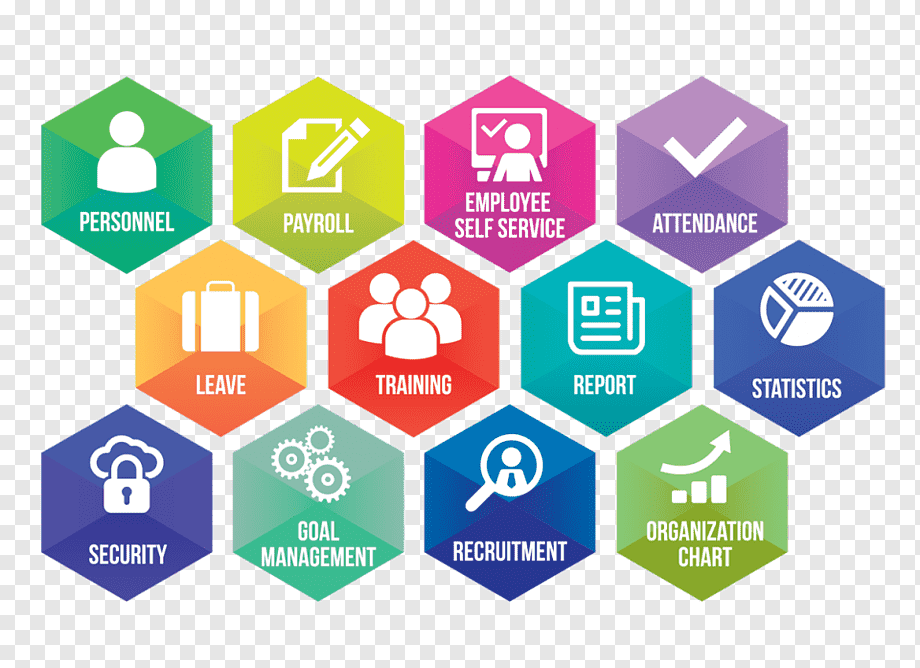 PERSONNEL
PAYROLL
EMPLOYEE
SELF SERVICE
ATTENDANCE
LEAVE
TRAINING
REPORT
STATISTICS
SECURITY
GOAL
MANAGEMENT
RECRUITMENT
ORGANIZATION
CHART